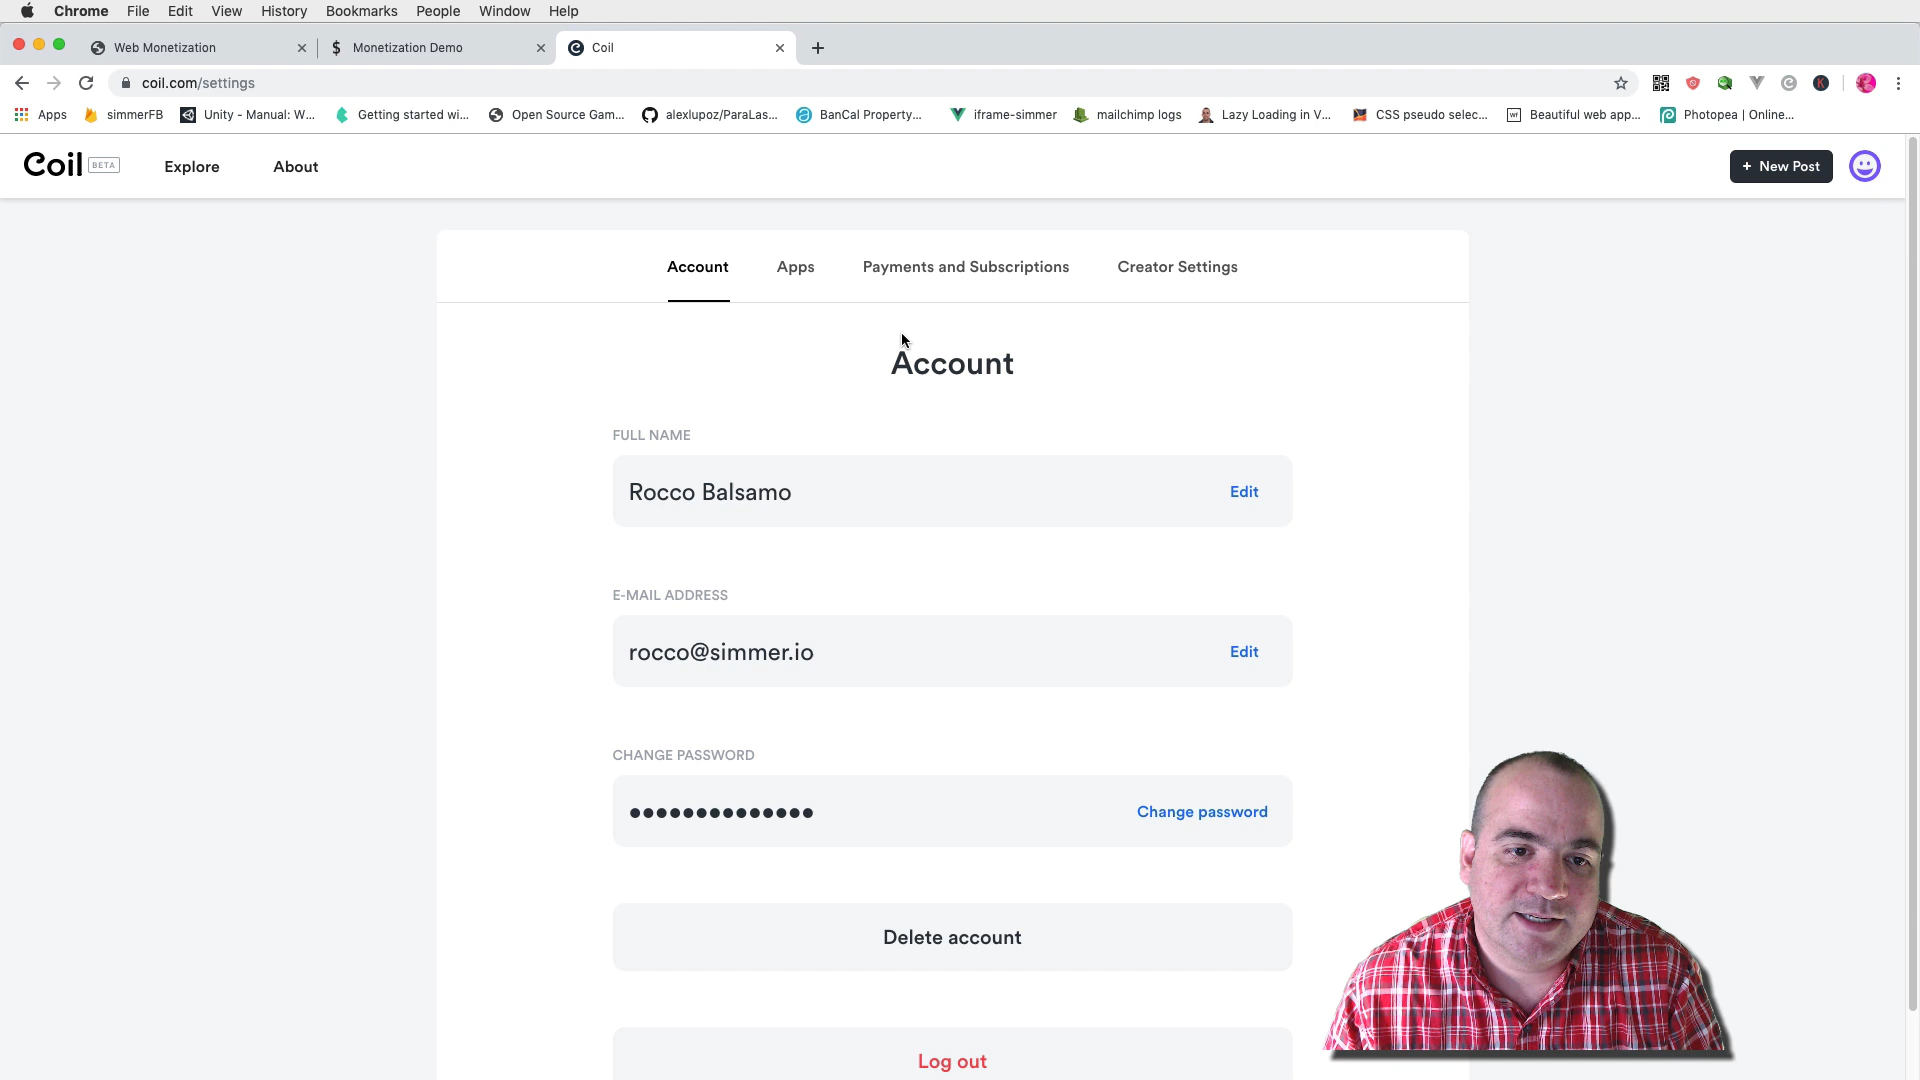 Chrome File Edit View History Bookmarks People Window Help
Web Monetization
Monetization Demo
Coil
coil.com/settings
Apps simmerFB Unity - Manual: W... Getting started wi... Open Source Gam... alexlupoz/ParaLas... BanCal Property... iframe-simmer mailchimp logs Lazy Loading in V... CSS pseudo selec... Beautiful web app... Photopea | Online...
Coil BETA Explore About + New Post
Account Apps Payments and Subscriptions Creator Settings
Account
FULL NAME
Rocco Balsamo Edit
E-MAIL ADDRESS
rocco@simmer.io Edit
CHANGE PASSWORD
●●●●●●●●●●●●●● Change password
Delete account
Log out